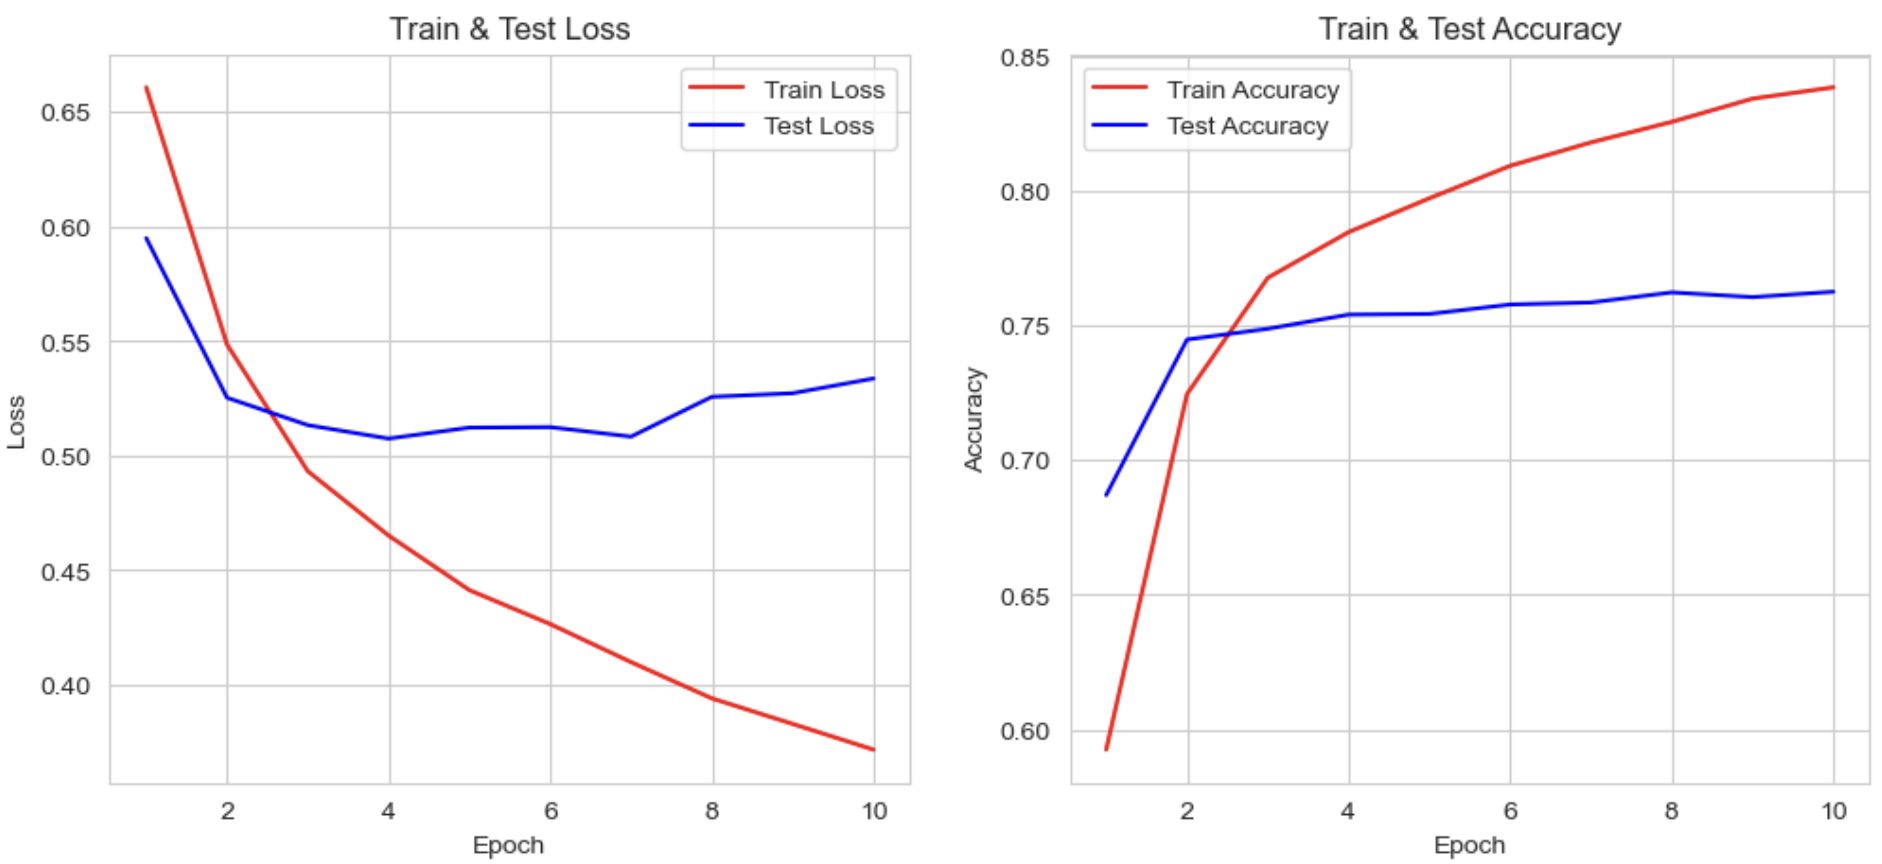 Train & Test Loss
Train Loss
Test Loss
0.65
0.60
0.55
0.50
0.45
0.40
Loss
2 4 6 8 10
Epoch
Train & Test Accuracy
Train Accuracy
Test Accuracy
0.85
0.80
0.75
0.70
0.65
0.60
Accuracy
2 4 6 8 10
Epoch